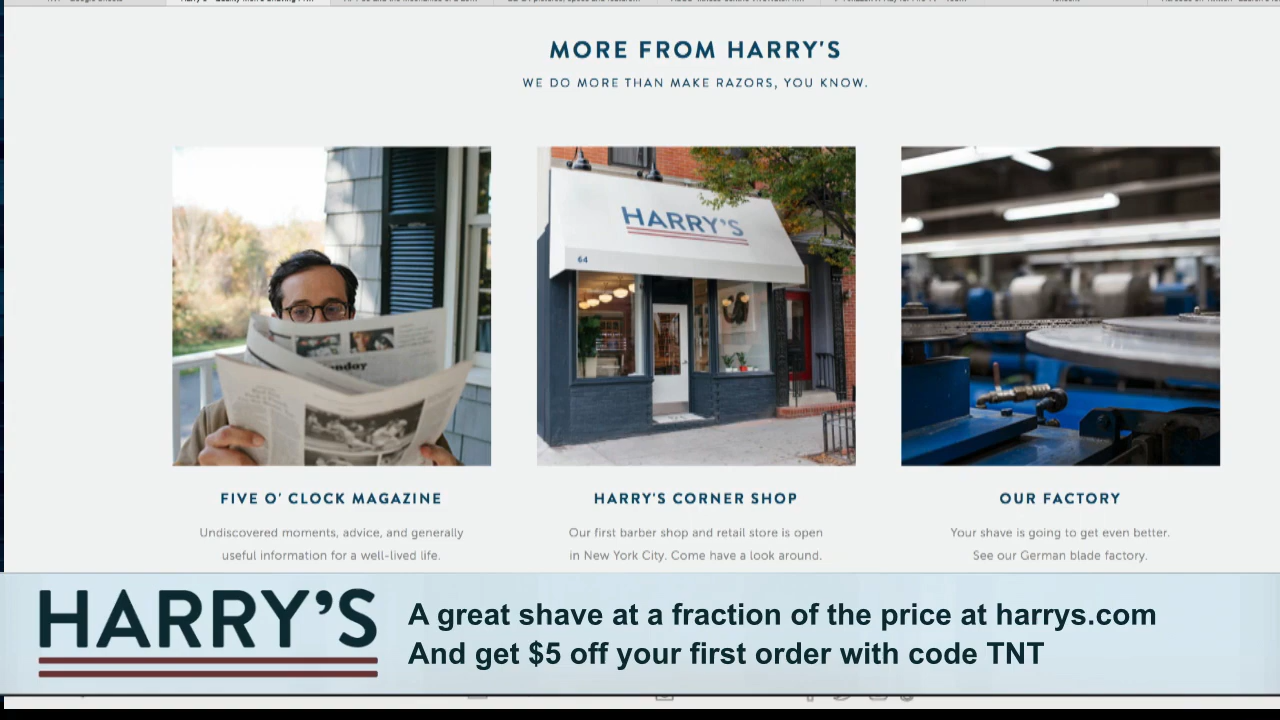 MORE FROM HARRY'S
WE DO MORE THAN MAKE RAZORS, YOU KNOW.
HARRY'S
64
FIVE O' CLOCK MAGAZINE
HARRY'S CORNER SHOP
OUR FACTORY
Undiscovered moments, advice, and generally
useful information for a well-lived life.
Our first barber shop and retail store is open
in New York City. Come have a look around.
Your shave is going to get even better.
See our German blade factory.
HARRY'S
A great shave at a fraction of the price at harrys.com
And get $5 off your first order with code TNT